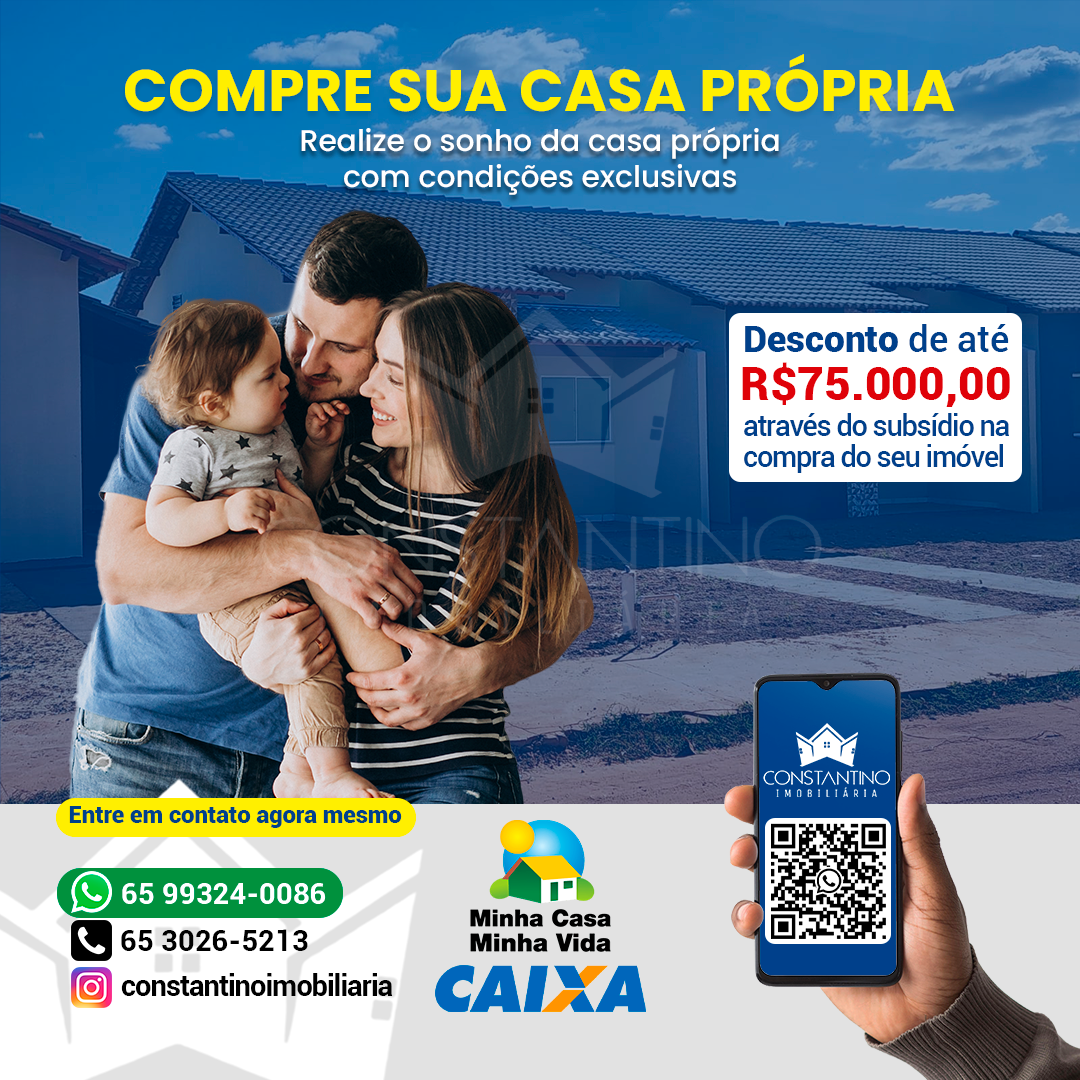 COMPRE SUA CASA PRÓPRIA
Realize o sonho da casa própria
com condições exclusivas
Desconto de até
R$75.000,00
através do subsídio na
compra do seu imóvel
CONSTANTINO
IMOBILIÁRIA
CONSTANTINO
IMOBILIÁRIA
Entre em contato agora mesmo
65 99324-0086
65 3026-5213
constantinoimobiliaria
Minha Casa
Minha Vida
CAIXA